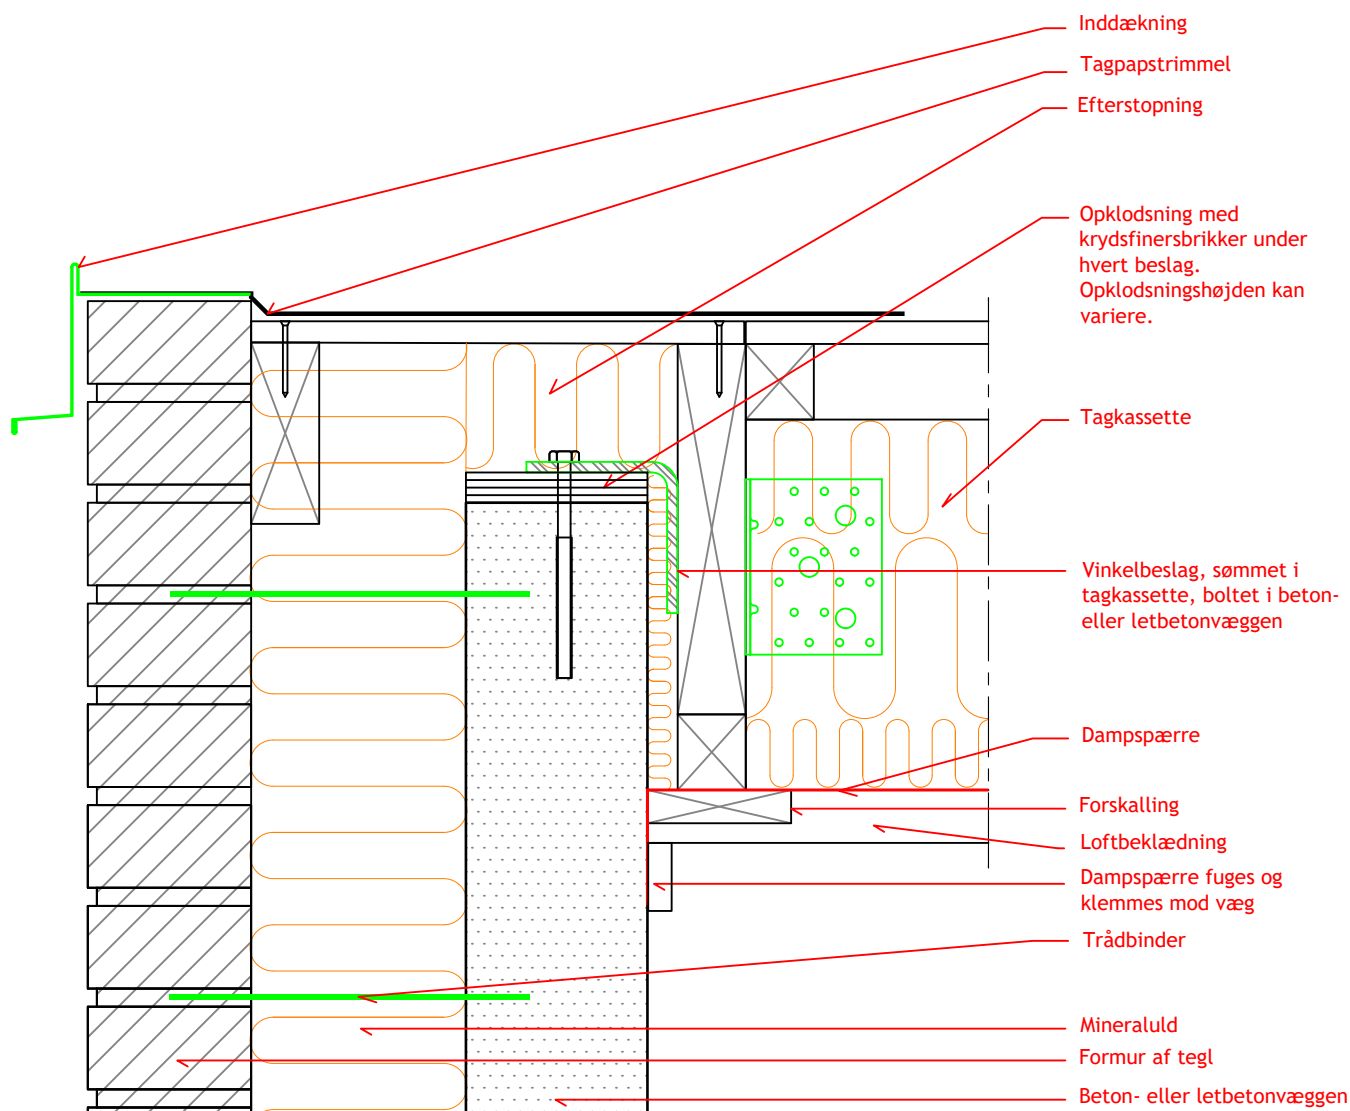 Inddækning
Tagpapstrimmel
Efterstopning
Opklodsning med
krydsfinersbrikker under
hvert beslag.
Opklodsningshøjden kan
variere.
Tagkassette
Vinkelbeslag, sømmet i
tagkassette, boltet i beton-
eller letbetonvæggen
Dampspærre
Forskalling
Loftbeklædning
Dampspærre fuges og
klemmes mod væg
Trådbinder
Mineraluld
Formur af tegl
Beton- eller letbetonvæggen